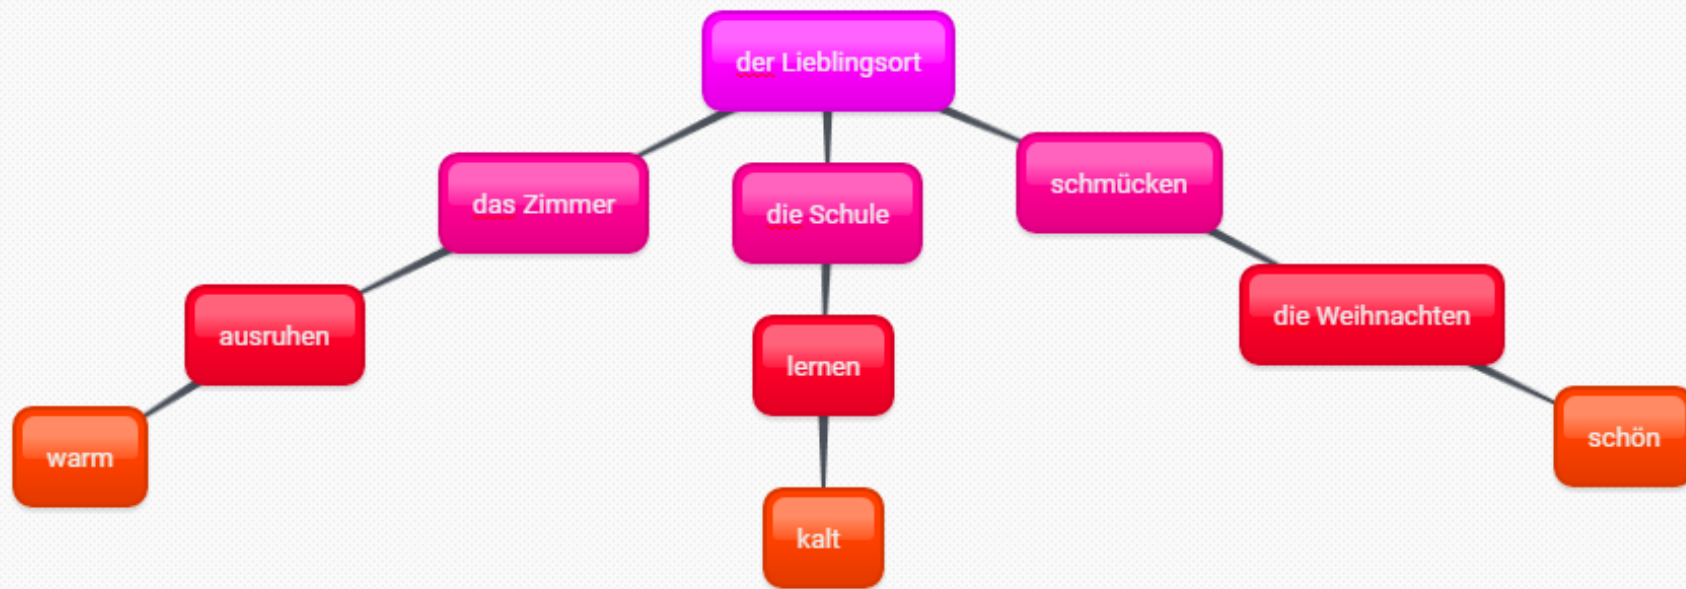 der Lieblingsort
das Zimmer
die Schule
schmücken
ausruhen
lernen
die Weihnachten
warm
kalt
schön